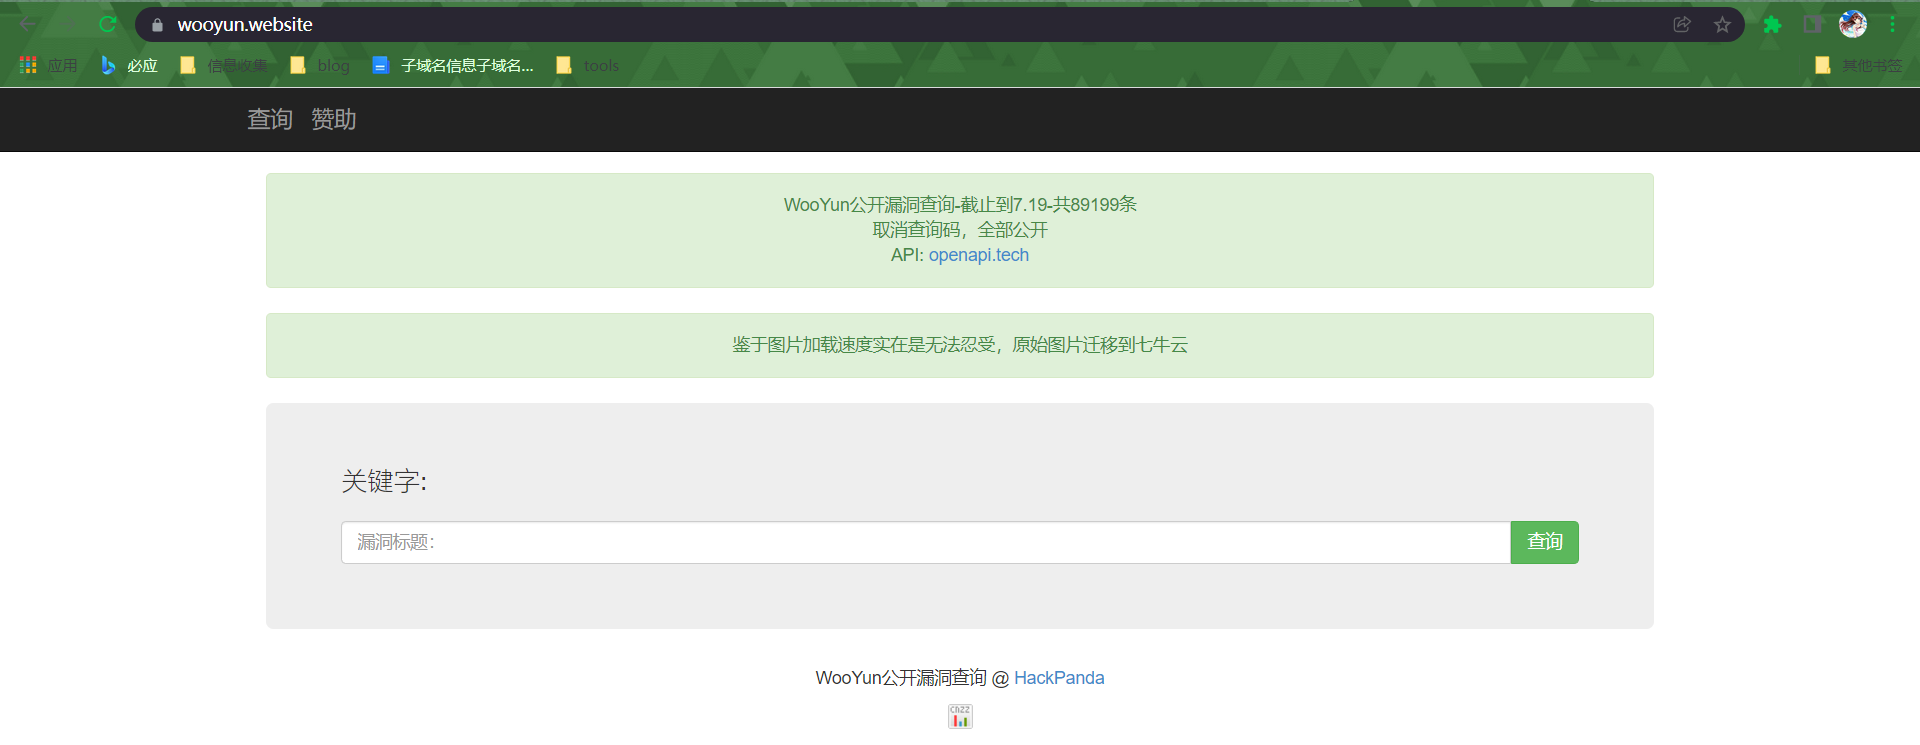 wooyun.website
应用 必应 信息收集 blog 子域名信息子域名... tools 其他书签
查询 赞助
WooYun公开漏洞查询-截止到7.19-共89199条
取消查询码，全部公开
API: openapi.tech
鉴于图片加载速度实在是无法忍受，原始图片迁移到七牛云
关键字:
漏洞标题： 查询
WooYun公开漏洞查询 @ HackPanda
CNZZ